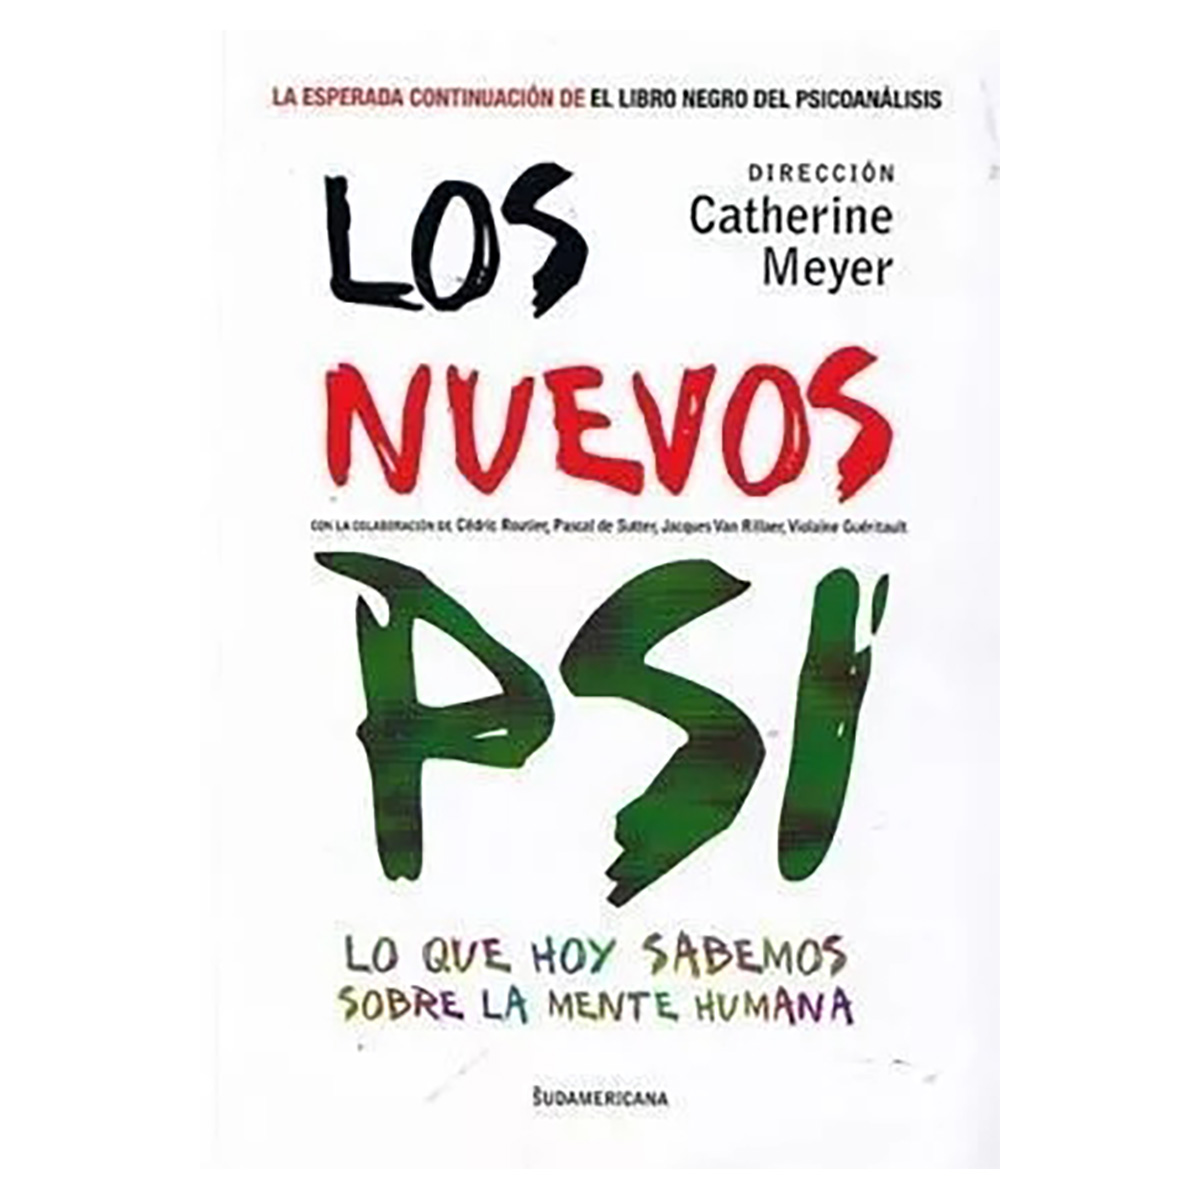 LA ESPERADA CONTINUACIÓN DE EL LIBRO NEGRO DEL PSICOANÁLISIS
DIRECCIÓN
Catherine
Meyer
LOS
NUEVOS
CON LA COLABORACIÓN DE Cédric Routier, Pascal de Sutter, Jacques Van Rillaer, Violaine Guéritault
PSI
LO QUE HOY SABEMOS
SOBRE LA MENTE HUMANA
SUDAMERICANA